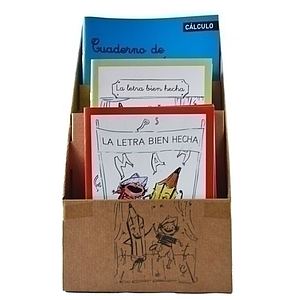 CÁLCULO
Cuaderno de
La letra bien hecha
LA LETRA BIEN HECHA